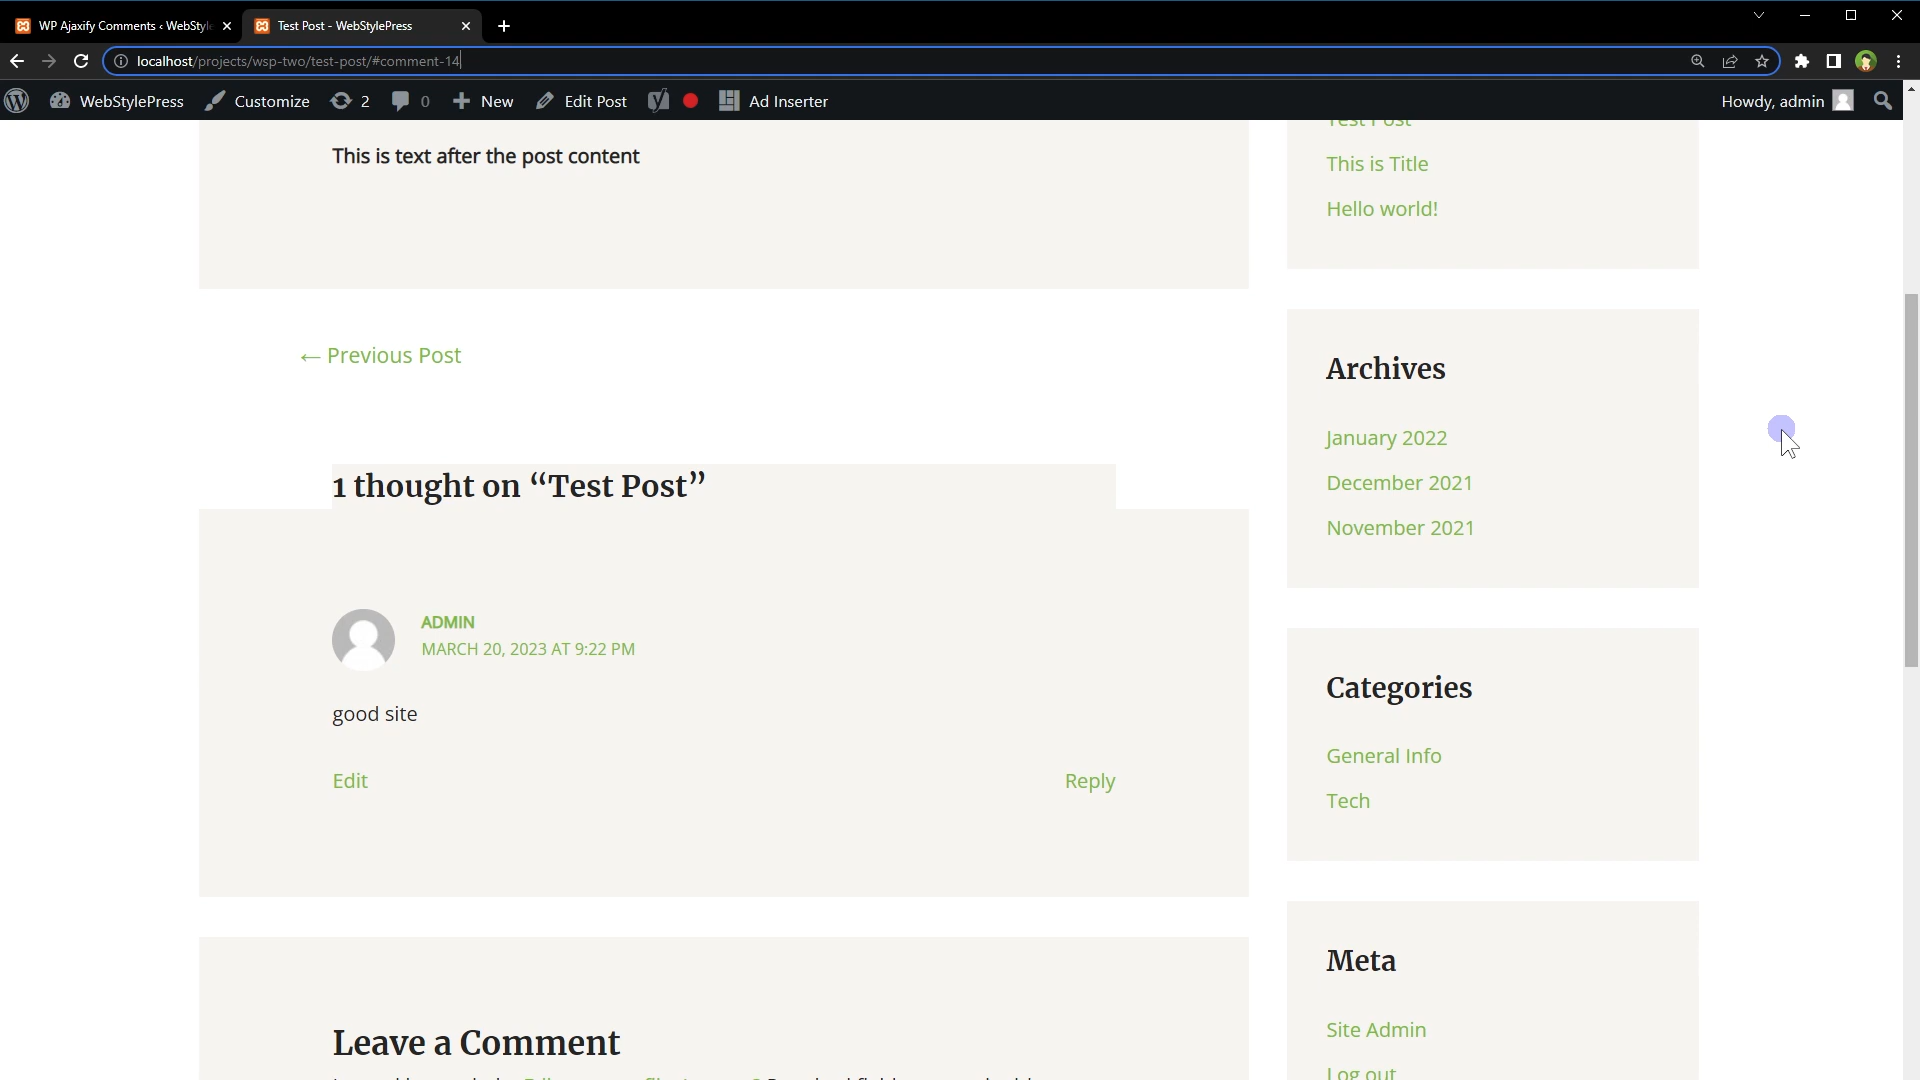 WP Ajaxify Comments ‹ WebStyle
Test Post - WebStylePress
localhost/projects/wsp-two/test-post/#comment-14
WebStylePress
Customize
2
0
New
Edit Post
Ad Inserter
Howdy, admin
Test Post
This is text after the post content
This is Title
Hello world!
← Previous Post
Archives
January 2022
December 2021
November 2021
1 thought on “Test Post”
ADMIN
MARCH 20, 2023 AT 9:22 PM
good site
Edit
Reply
Categories
General Info
Tech
Meta
Site Admin
Log out
Leave a Comment